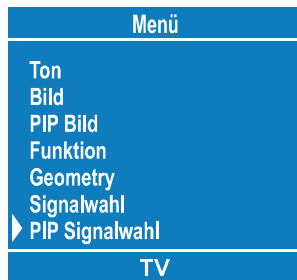 Menü
Ton
Bild
PIP Bild
Funktion
Geometry
Signalwahl
PIP Signalwahl
TV